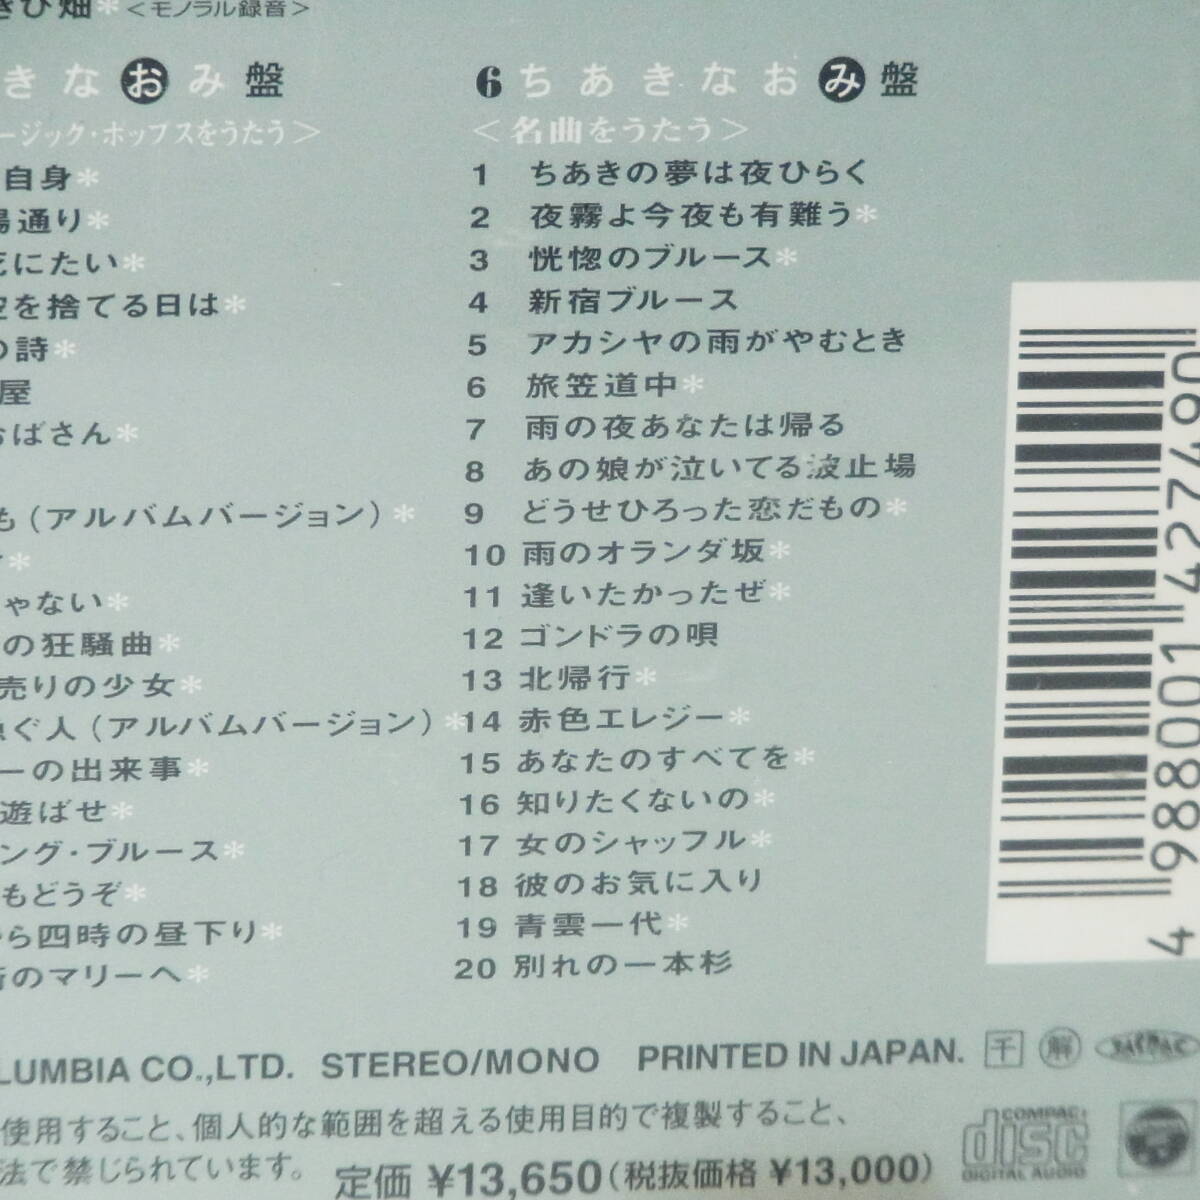 きび畑*<モノラル録音>
きなおみ盤
ージック・ポップスをうたう>
自身*
場通り*
死にたい*
空を捨てる日は*
の詩*
屋
おばさん*
も(アルバムバージョン)*
*
ゃない*
の狂騒曲*
売りの少女*
急ぐ人(アルバムバージョン)*
ーの出来事*
遊ばせ*
ング・ブルース*
もどうぞ*
から四時の昼下り*
街のマリーへ*
6 ちあきなおみ盤
<名曲をうたう>
1 ちあきの夢は夜ひらく
2 夜霧よ今夜も有難う*
3 恍惚のブルース*
4 新宿ブルース
5 アカシヤの雨がやむとき
6 旅笠道中*
7 雨の夜あなたは帰る
8 あの娘が泣いてる波止場
9 どうせひろった恋だもの*
10 雨のオランダ坂*
11 逢いたかったぜ*
12 ゴンドラの唄
13 北帰行*
14 赤色エレジー*
15 あなたのすべてを*
16 知りたくないの*
17 女のシャッフル*
18 彼のお気に入り
19 青雲一代*
20 別れの一本杉
4 988001 427490
LUMBIA CO.,LTD. STEREO/MONO PRINTED IN JAPAN. 千 解
使用すること、個人的な範囲を超える使用目的で複製すること、
法で禁じられています。 定価 ¥13,650(税抜価格 ¥13,000)
COMPACT
disc
DIGITAL AUDIO